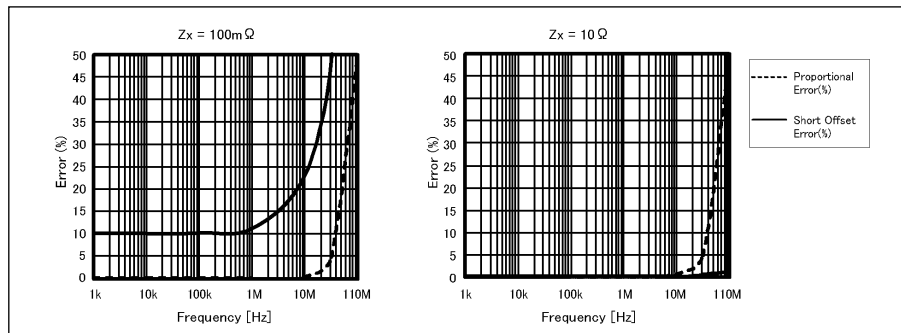 Zx = 100mΩ
50
45
40
35
30
25
20
15
10
5
0
Error (%)
1k 10k 100k 1M 10M 110M
Frequency [Hz]
Zx = 10Ω
50
45
40
35
30
25
20
15
10
5
0
Error (%)
1k 10k 100k 1M 10M 110M
Frequency [Hz]
Proportional
Error(%)
Short Offset
Error(%)